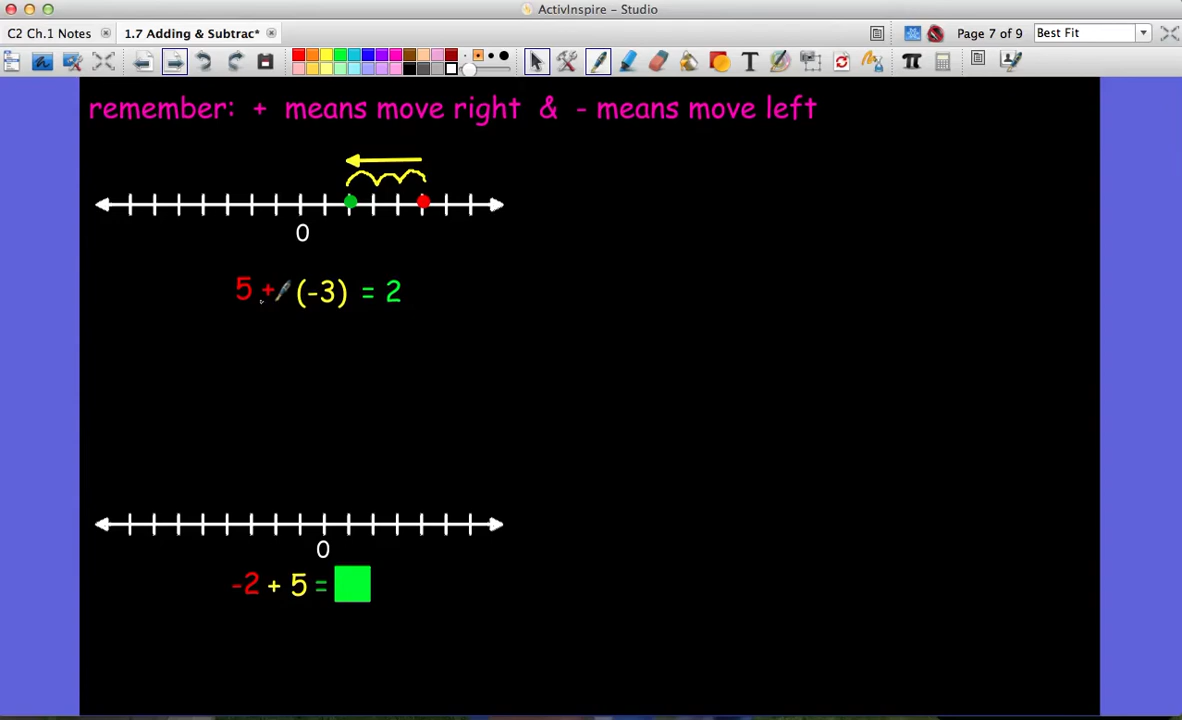 ActivInspire - Studio
C2 Ch.1 Notes
1.7 Adding & Subtrac*
Page 7 of 9
Best Fit
T
π
remember: + means move right & - means move left
0
5 + (-3) = 2
0
-2 + 5 =